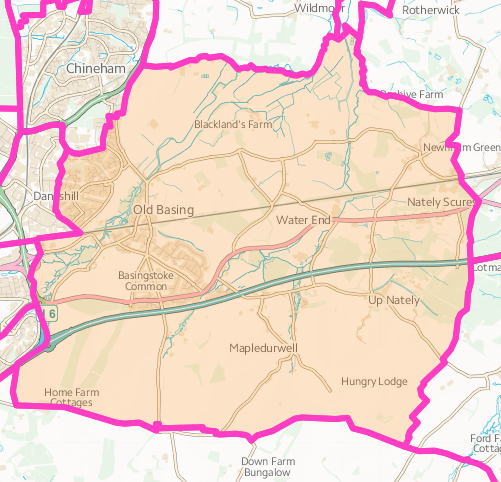 Wildmoor
Rotherwick
Chineham
Beehive Farm
Blackland's Farm
Newnham Green
Daneshill
Nately Scures
Old Basing
Water End
Basingstoke
Common
Up Nately
Mapledurwell
Hungry Lodge
Home Farm
Cottages
Down Farm
Bungalow
Ford Fa
Cottag
Lotma
6